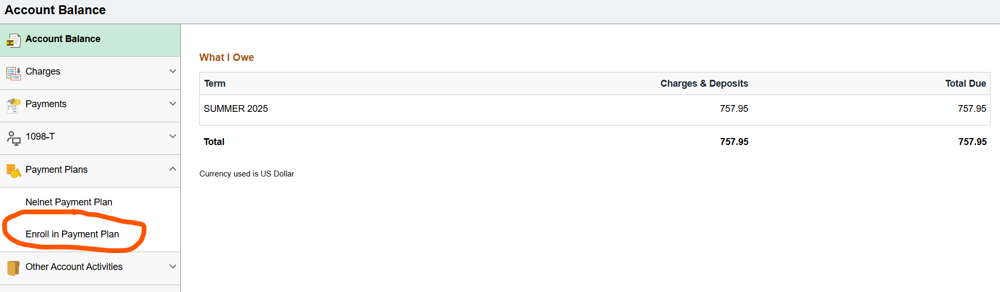 Account Balance
Account Balance
Charges
Payments
1098-T
Payment Plans
Nelnet Payment Plan
Enroll in Payment Plan
Other Account Activities
What I Owe
Term Charges & Deposits Total Due
SUMMER 2025 757.95 757.95
Total 757.95 757.95
Currency used is US Dollar